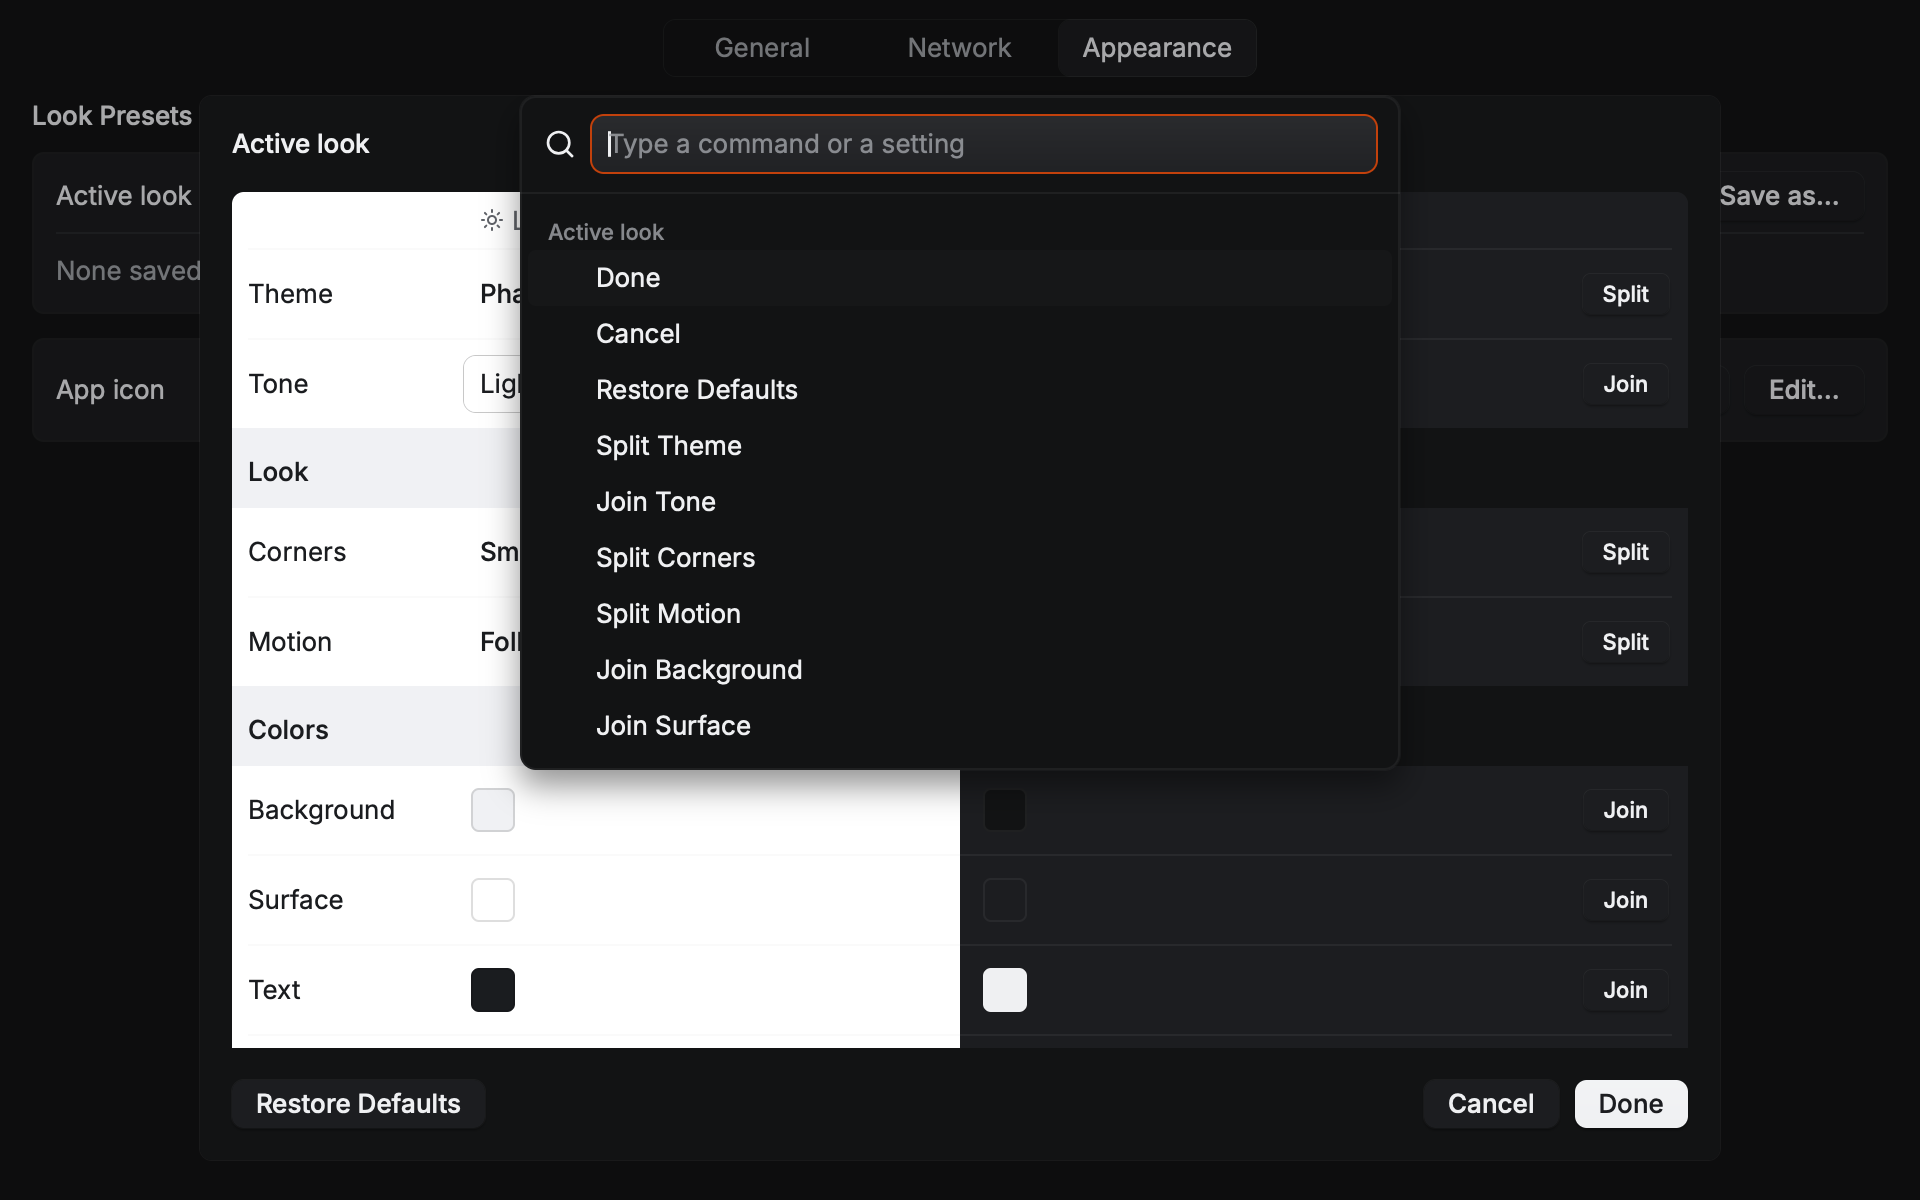 General Network Appearance
Look Presets
Active look Save as...
None saved
App icon Edit...
Active look
Type a command or a setting
Active look
Done
Cancel
Restore Defaults
Split Theme
Join Tone
Split Corners
Split Motion
Join Background
Join Surface
Theme Split
Tone Join
Look
Corners Split
Motion Split
Colors
Background Join
Surface Join
Text Join
Restore Defaults Cancel Done